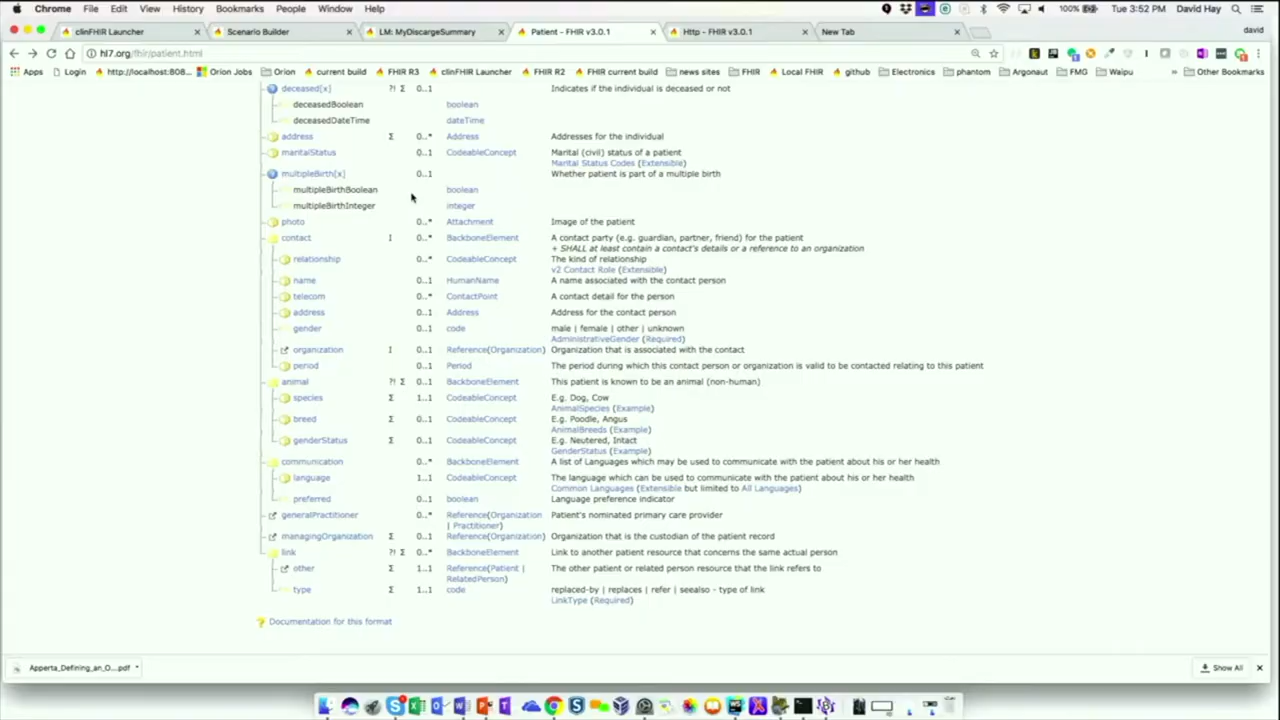 Chrome File Edit View History Bookmarks People Window Help 100% Tue 3:52 PM David Hay
clinFHIR Launcher Scenario Builder LM: MyDiscargeSummary Patient - FHIR v3.0.1 Http - FHIR v3.0.1 New Tab david
hl7.org/fhir/patient.html
Apps Login http://localhost:808... Orion Jobs Orion current build FHIR R3 clinFHIR Launcher FHIR R2 FHIR current build news sites FHIR Local FHIR github Electronics phantom Argonaut FMG Waipu » Other Bookmarks
deceased[x] ?! Σ 0..1 Indicates if the individual is deceased or not
deceasedBoolean boolean
deceasedDateTime dateTime
address Σ 0..* Address Addresses for the individual
maritalStatus 0..1 CodeableConcept Marital (civil) status of a patient
Marital Status Codes (Extensible)
multipleBirth[x] 0..1 Whether patient is part of a multiple birth
multipleBirthBoolean boolean
multipleBirthInteger integer
photo 0..* Attachment Image of the patient
contact I 0..* BackboneElement A contact party (e.g. guardian, partner, friend) for the patient
+ SHALL at least contain a contact's details or a reference to an organization
relationship 0..* CodeableConcept The kind of relationship
v2 Contact Role (Extensible)
name 0..1 HumanName A name associated with the contact person
telecom 0..* ContactPoint A contact detail for the person
address 0..1 Address Address for the contact person
gender 0..1 code male | female | other | unknown
AdministrativeGender (Required)
organization I 0..1 Reference(Organization) Organization that is associated with the contact
period 0..1 Period The period during which this contact person or organization is valid to be contacted relating to this patient
animal ?! Σ 0..1 BackboneElement This patient is known to be an animal (non-human)
species Σ 1..1 CodeableConcept E.g. Dog, Cow
AnimalSpecies (Example)
breed Σ 0..1 CodeableConcept E.g. Poodle, Angus
AnimalBreeds (Example)
genderStatus Σ 0..1 CodeableConcept E.g. Neutered, Intact
GenderStatus (Example)
communication 0..* BackboneElement A list of Languages which may be used to communicate with the patient about his or her health
language 1..1 CodeableConcept The language which can be used to communicate with the patient about his or her health
Common Languages (Extensible but limited to All Languages)
preferred 0..1 boolean Language preference indicator
generalPractitioner 0..* Reference(Organization Patient's nominated primary care provider
| Practitioner)
managingOrganization Σ 0..1 Reference(Organization) Organization that is the custodian of the patient record
link ?! Σ 0..* BackboneElement Link to another patient resource that concerns the same actual person
other Σ 1..1 Reference(Patient | The other patient or related person resource that the link refers to
RelatedPerson)
type Σ 1..1 code replaced-by | replaces | refer | seealso - type of link
LinkType (Required)
Documentation for this format
Apperta_Defining_an_O....pdf Show All